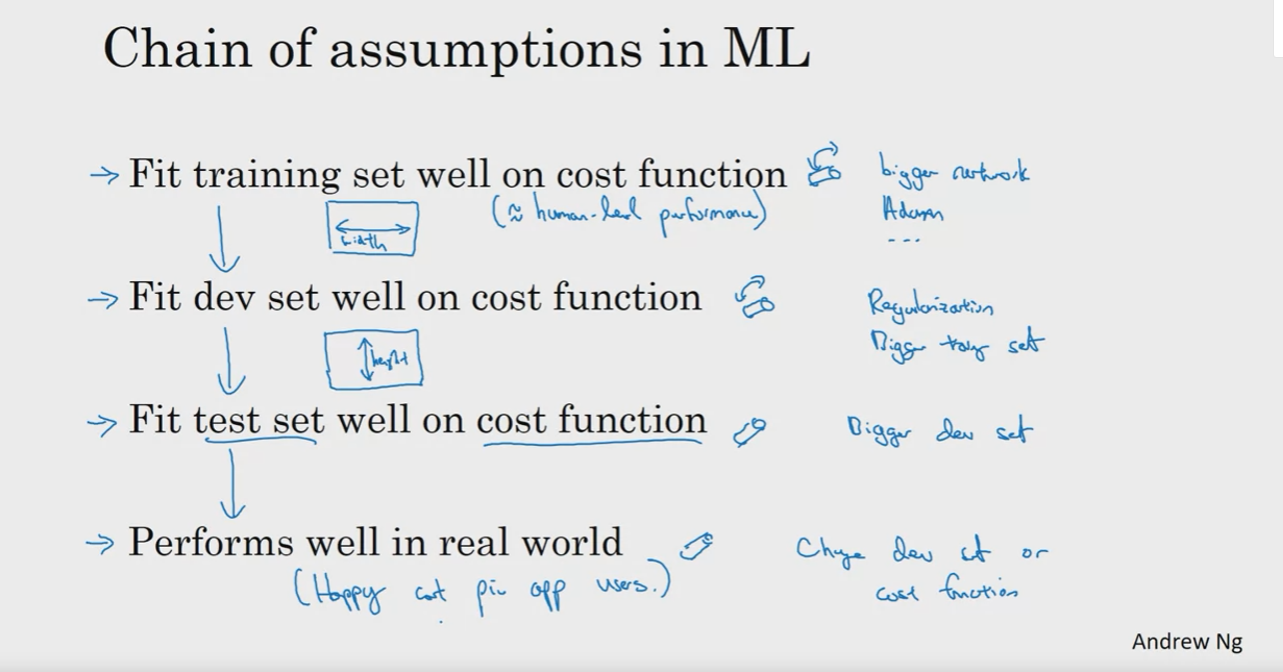 Chain of assumptions in ML
→ Fit training set well on cost function
bigger network
(≈ human-level performance)
Adam
width
...
→ Fit dev set well on cost function
Regularization
height
Bigger set
→ Fit test set well on cost function
Bigger dev set
→ Performs well in real world
Change dev set or
cost function
(Happy cat pic app users.)
Andrew Ng